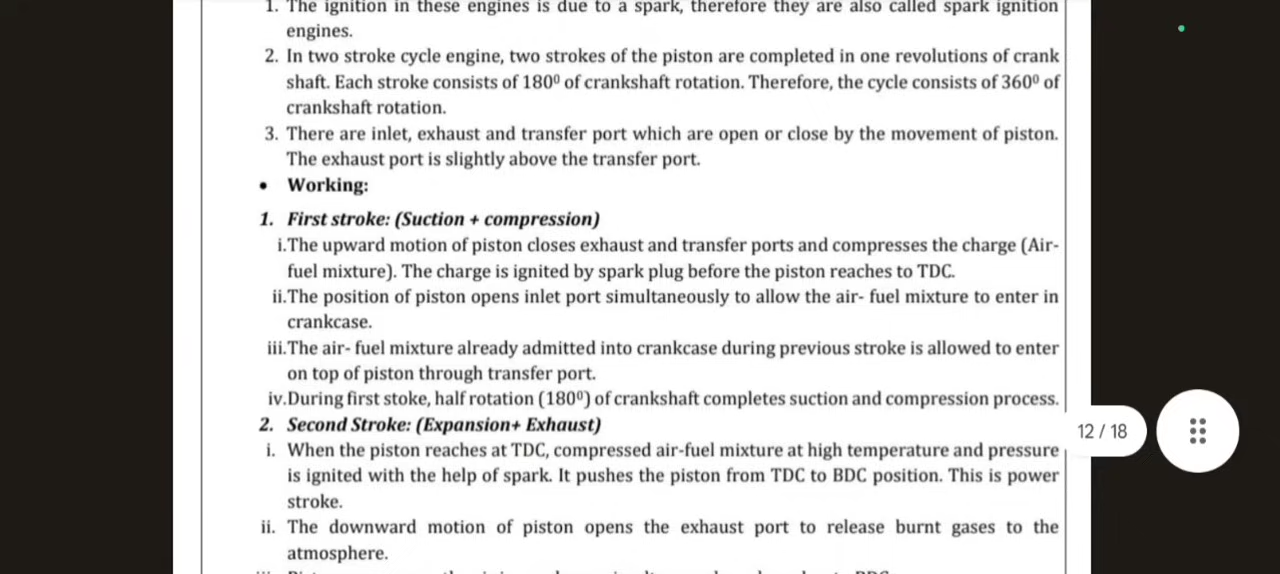 1. The ignition in these engines is due to a spark, therefore they are also called spark ignition
engines.
2. In two stroke cycle engine, two strokes of the piston are completed in one revolutions of crank
shaft. Each stroke consists of 180⁰ of crankshaft rotation. Therefore, the cycle consists of 360⁰ of
crankshaft rotation.
3. There are inlet, exhaust and transfer port which are open or close by the movement of piston.
The exhaust port is slightly above the transfer port.
• Working:
1. First stroke: (Suction + compression)
i.The upward motion of piston closes exhaust and transfer ports and compresses the charge (Air-
fuel mixture). The charge is ignited by spark plug before the piston reaches to TDC.
ii.The position of piston opens inlet port simultaneously to allow the air- fuel mixture to enter in
crankcase.
iii.The air- fuel mixture already admitted into crankcase during previous stroke is allowed to enter
on top of piston through transfer port.
iv.During first stoke, half rotation (180⁰) of crankshaft completes suction and compression process.
2. Second Stroke: (Expansion+ Exhaust)
12 / 18
i. When the piston reaches at TDC, compressed air-fuel mixture at high temperature and pressure
is ignited with the help of spark. It pushes the piston from TDC to BDC position. This is power
stroke.
ii. The downward motion of piston opens the exhaust port to release burnt gases to the
atmosphere.